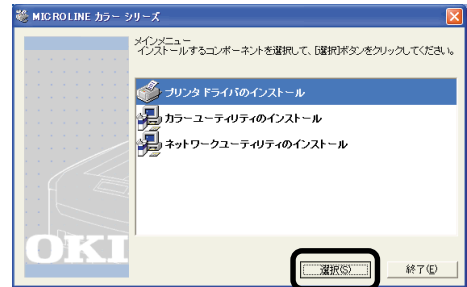 MICROLINE カラー シリーズ
メインメニュー
インストールするコンポーネントを選択して、[選択]ボタンをクリックしてください。
プリンタドライバのインストール
カラーユーティリティのインストール
ネットワークユーティリティのインストール
OKI
選択(S)
終了(E)